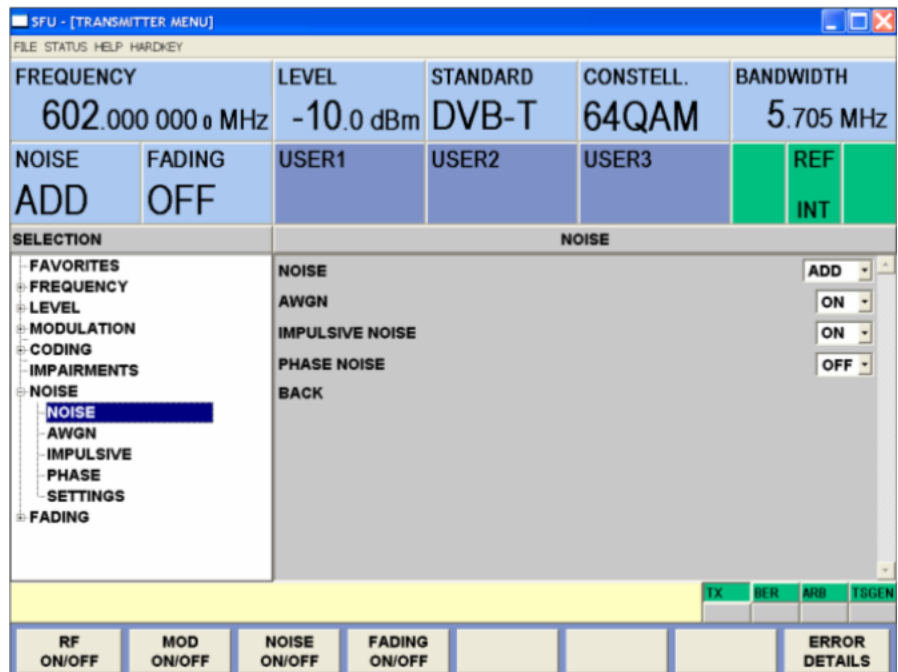 SFU - [TRANSMITTER MENU]
FILE STATUS HELP HARDKEY
FREQUENCY LEVEL STANDARD CONSTELL. BANDWIDTH
602.000 000 0 MHz -10.0 dBm DVB-T 64QAM 5.705 MHz
NOISE FADING USER1 USER2 USER3 REF
ADD OFF INT
SELECTION NOISE
FAVORITES
FREQUENCY
LEVEL
MODULATION
CODING
IMPAIRMENTS
NOISE
NOISE
AWGN
IMPULSIVE
PHASE
SETTINGS
FADING
NOISE ADD
AWGN ON
IMPULSIVE NOISE ON
PHASE NOISE OFF
BACK
TX BER ARB TSGEN
RF ON/OFF MOD ON/OFF NOISE ON/OFF FADING ON/OFF ERROR DETAILS